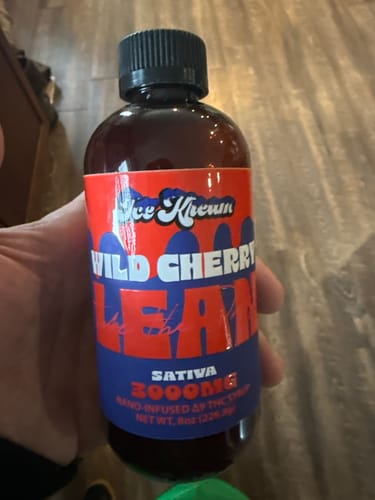 Ice Kream
WILD CHERRY
LEAN
SATIVA
3000MG
NANO-INFUSED Δ9 THC SYRUP
NET WT, 8oz (226.8g)